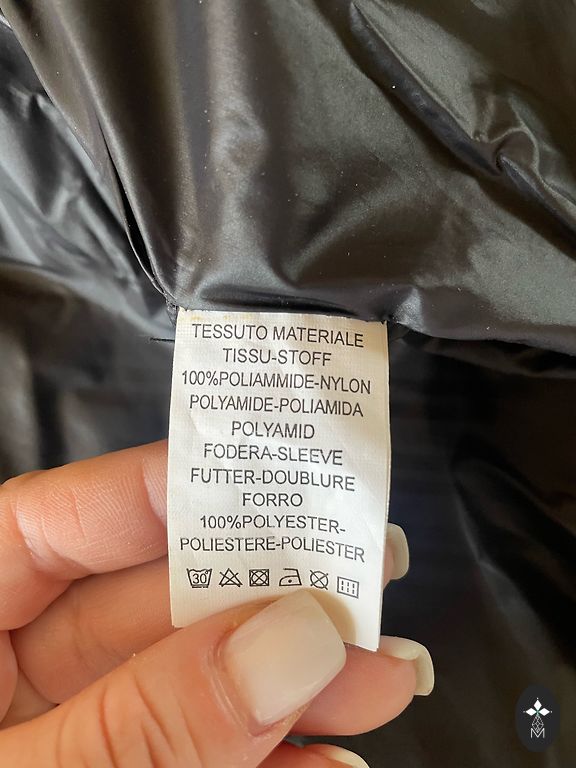 TESSUTO MATERIALE
TISSU-STOFF
100%POLIAMMIDE-NYLON
POLYAMIDE-POLIAMIDA
POLYAMID
FODERA-SLEEVE
FUTTER-DOUBLURE
FORRO
100%POLYESTER-
POLIESTERE-POLIESTER
30
M